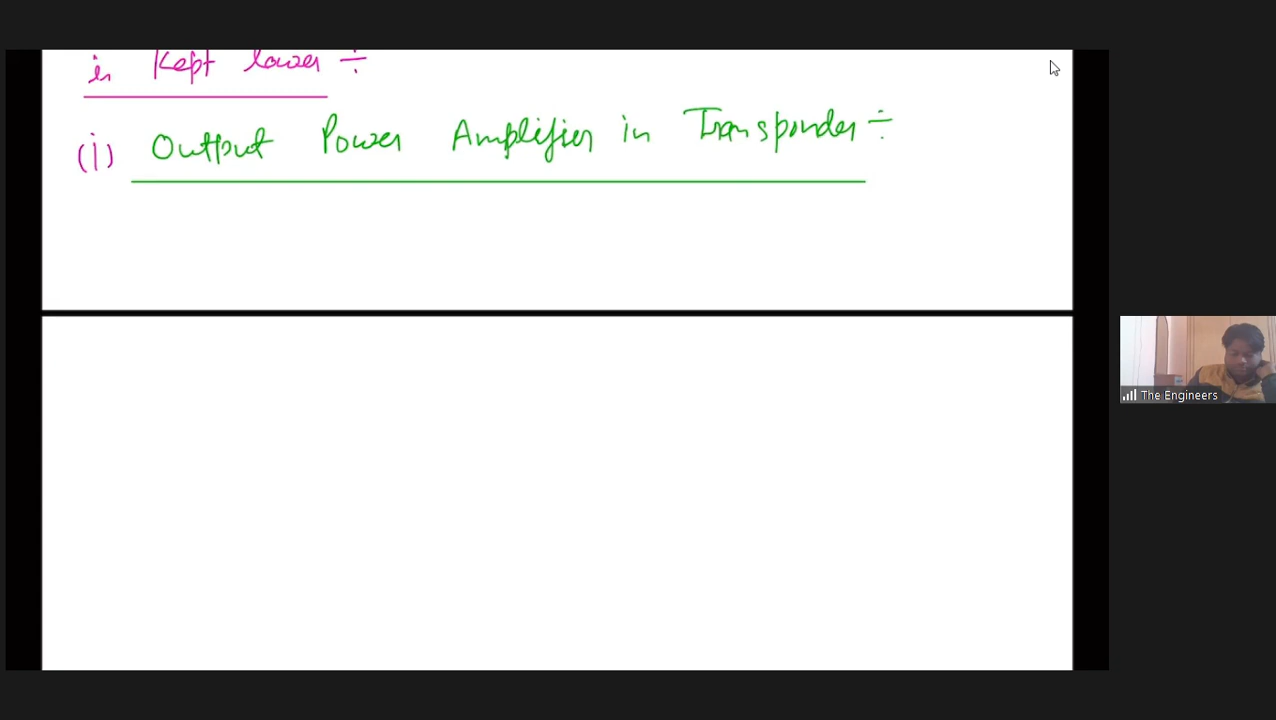 is kept lower ÷
(i) Output Power Amplifier in Transponder ÷
The Engineers